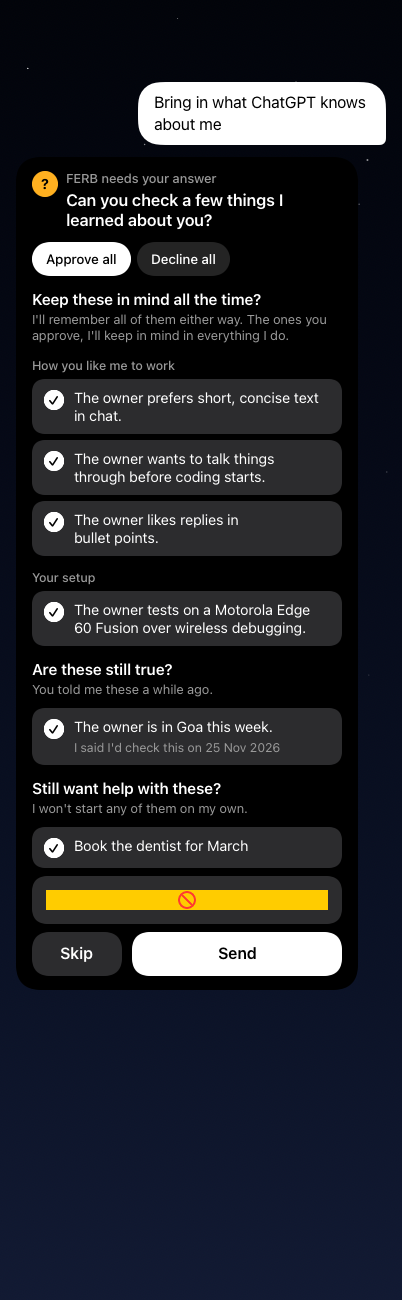 Bring in what ChatGPT knows
about me
?
FERB needs your answer
Can you check a few things I
learned about you?
Approve all
Decline all
Keep these in mind all the time?
I'll remember all of them either way. The ones you
approve, I'll keep in mind in everything I do.
How you like me to work
The owner prefers short, concise text
in chat.
The owner wants to talk things
through before coding starts.
The owner likes replies in
bullet points.
Your setup
The owner tests on a Motorola Edge
60 Fusion over wireless debugging.
Are these still true?
You told me these a while ago.
The owner is in Goa this week.
I said I'd check this on 25 Nov 2026
Still want help with these?
I won't start any of them on my own.
Book the dentist for March
Skip
Send